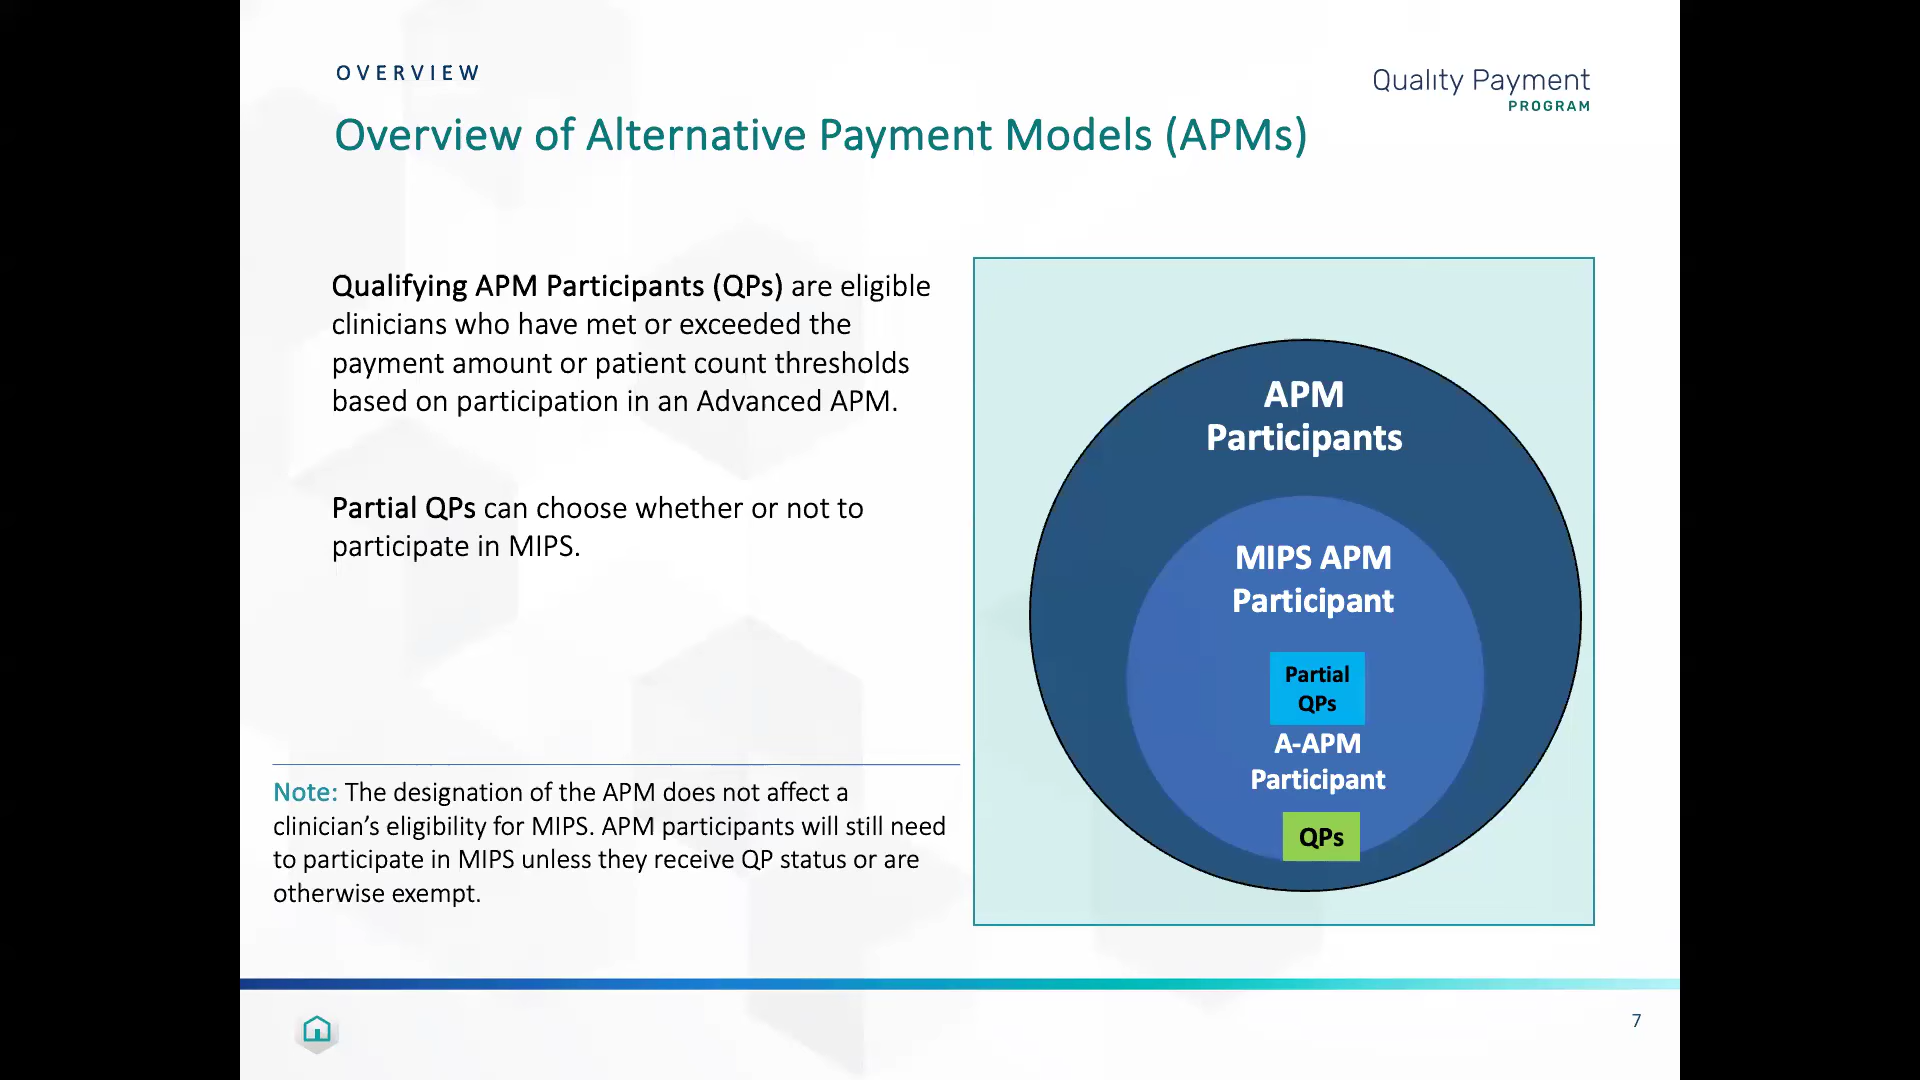 OVERVIEW
Quality Payment
PROGRAM
Overview of Alternative Payment Models (APMs)
Qualifying APM Participants (QPs) are eligible
clinicians who have met or exceeded the
payment amount or patient count thresholds
based on participation in an Advanced APM.
Partial QPs can choose whether or not to
participate in MIPS.
Note: The designation of the APM does not affect a
clinician’s eligibility for MIPS. APM participants will still need
to participate in MIPS unless they receive QP status or are
otherwise exempt.
APM
Participants
MIPS APM
Participant
Partial
QPs
A-APM
Participant
QPs
7